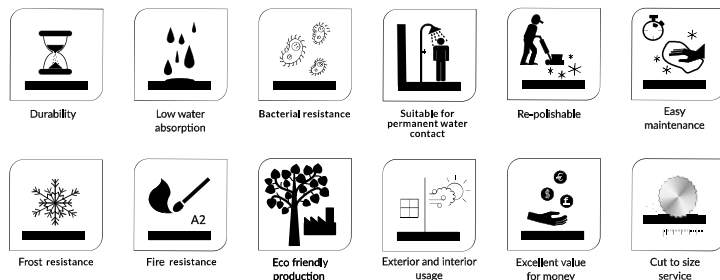 Durability
Low water
absorption
Bacterial resistance
Suitable for
permanent water
contact
Re-polishable
Easy
maintenance
A2
Frost resistance
Fire resistance
Eco friendly
production
Exterior and interior
usage
€
$
£
Excellent value
for money
Cut to size
service